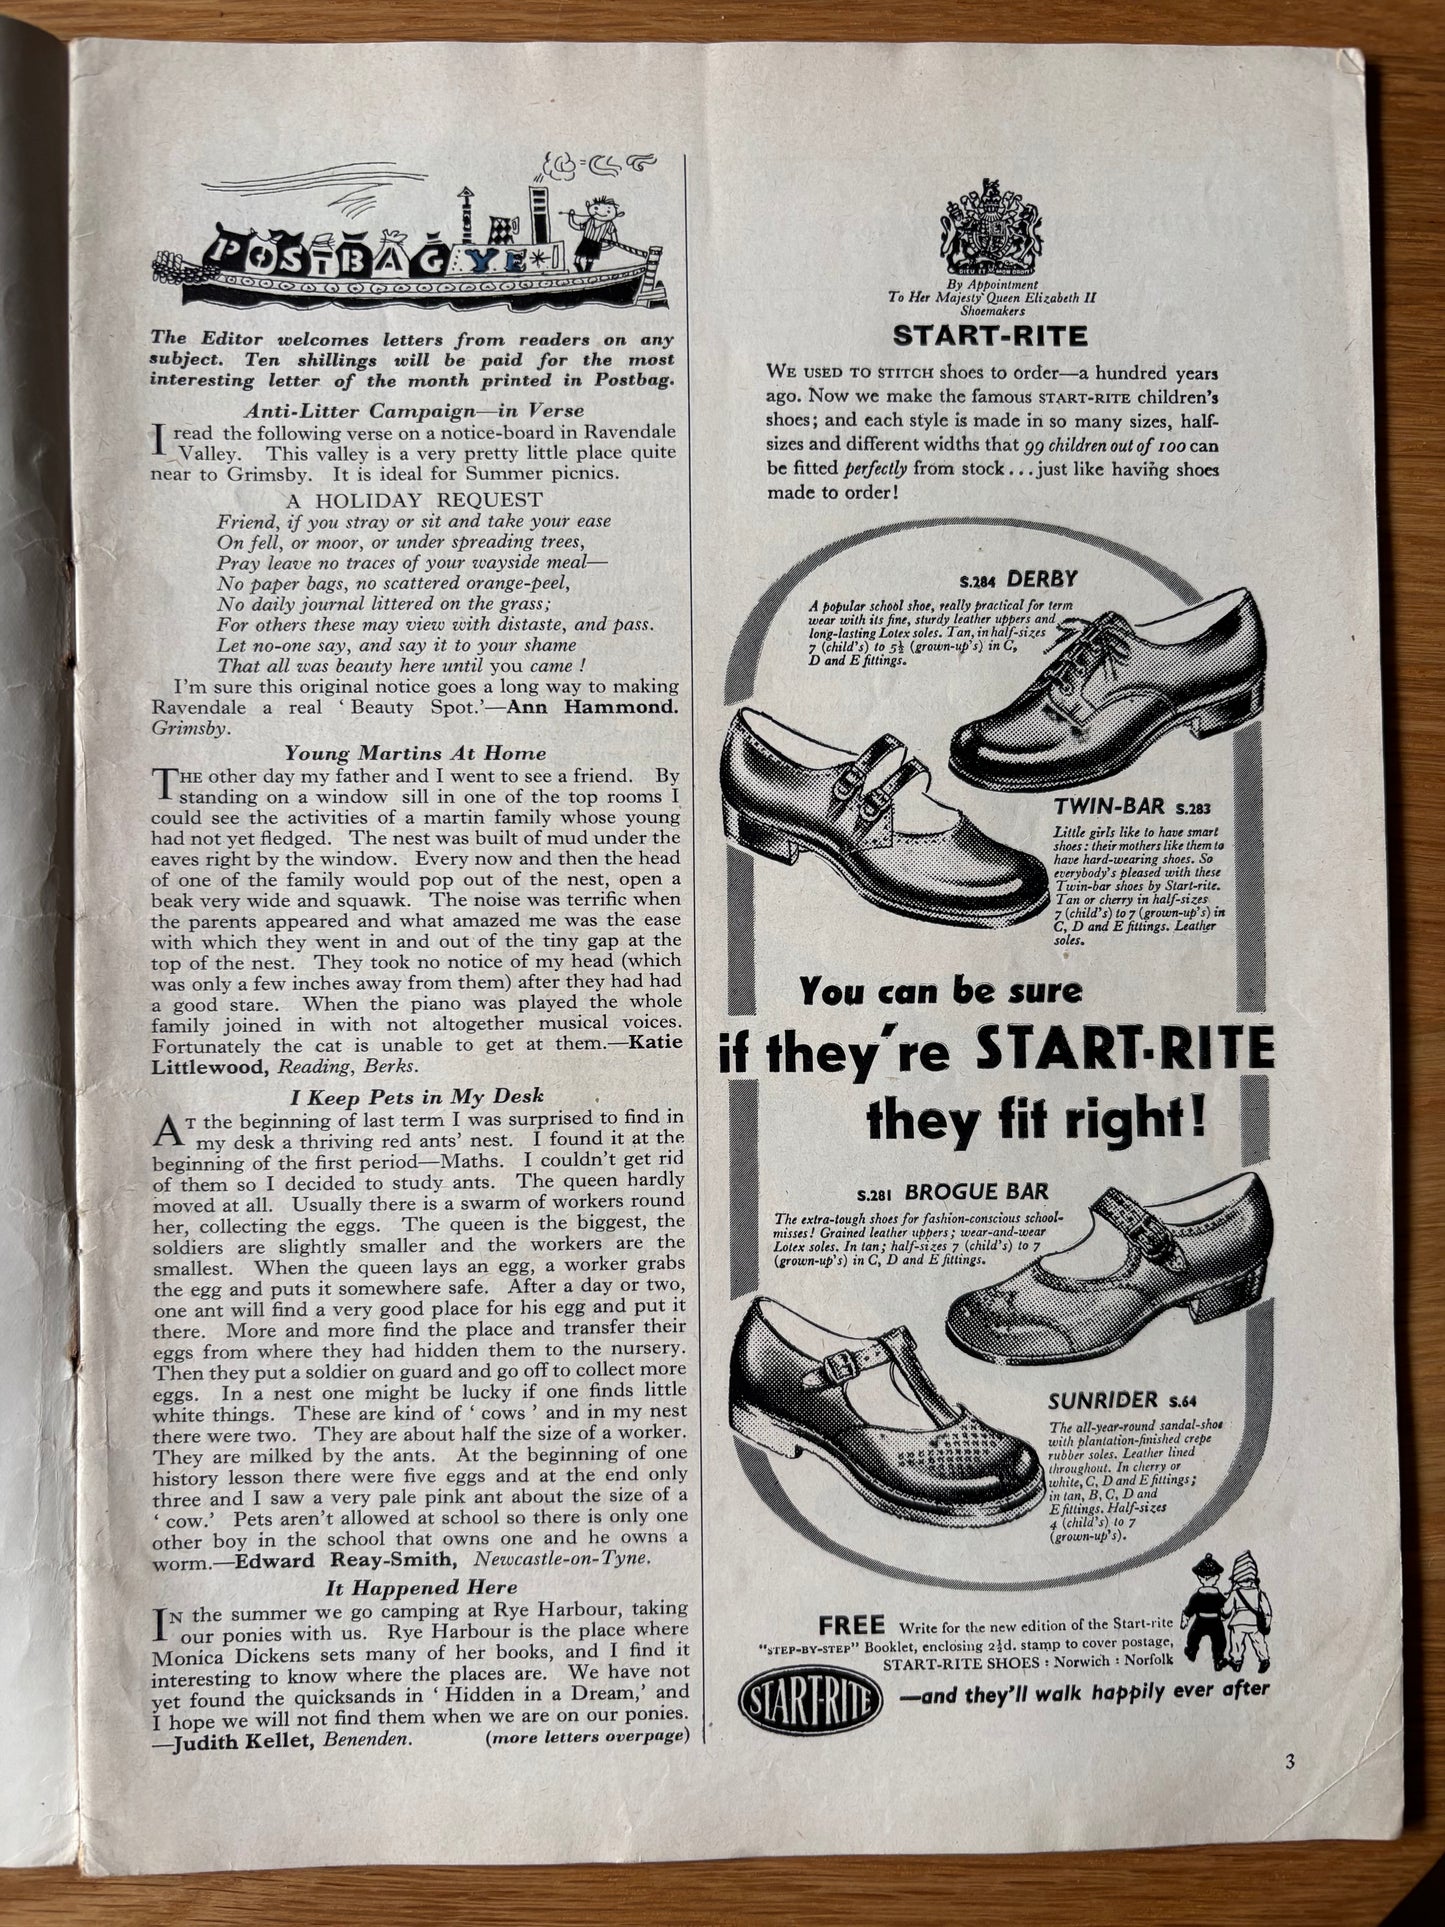 POSTBAG YE*
The Editor welcomes letters from readers on any
subject. Ten shillings will be paid for the most
interesting letter of the month printed in Postbag.
Anti-Litter Campaign—in Verse
I read the following verse on a notice-board in Ravendale
Valley. This valley is a very pretty little place quite
near to Grimsby. It is ideal for Summer picnics.
A HOLIDAY REQUEST
Friend, if you stray or sit and take your ease
On fell, or moor, or under spreading trees,
Pray leave no traces of your wayside meal—
No paper bags, no scattered orange-peel,
No daily journal littered on the grass;
For others these may view with distaste, and pass.
Let no-one say, and say it to your shame
That all was beauty here until you came !
I'm sure this original notice goes a long way to making
Ravendale a real ‘ Beauty Spot.’—Ann Hammond.
Grimsby.
Young Martins At Home
THE other day my father and I went to see a friend. By
standing on a window sill in one of the top rooms I
could see the activities of a martin family whose young
had not yet fledged. The nest was built of mud under the
eaves right by the window. Every now and then the head
of one of the family would pop out of the nest, open a
beak very wide and squawk. The noise was terrific when
the parents appeared and what amazed me was the ease
with which they went in and out of the tiny gap at the
top of the nest. They took no notice of my head (which
was only a few inches away from them) after they had had
a good stare. When the piano was played the whole
family joined in with not altogether musical voices.
Fortunately the cat is unable to get at them.—Katie
Littlewood, Reading, Berks.
I Keep Pets in My Desk
AT the beginning of last term I was surprised to find in
my desk a thriving red ants’ nest. I found it at the
beginning of the first period—Maths. I couldn’t get rid
of them so I decided to study ants. The queen hardly
moved at all. Usually there is a swarm of workers round
her, collecting the eggs. The queen is the biggest, the
soldiers are slightly smaller and the workers are the
smallest. When the queen lays an egg, a worker grabs
the egg and puts it somewhere safe. After a day or two,
one ant will find a very good place for his egg and put it
there. More and more find the place and transfer their
eggs from where they had hidden them to the nursery.
Then they put a soldier on guard and go off to collect more
eggs. In a nest one might be lucky if one finds little
white things. These are kind of ‘ cows ’ and in my nest
there were two. They are about half the size of a worker.
They are milked by the ants. At the beginning of one
history lesson there were five eggs and at the end only
three and I saw a very pale pink ant about the size of a
‘ cow.’ Pets aren’t allowed at school so there is only one
other boy in the school that owns one and he owns a
worm.—Edward Reay-Smith, Newcastle-on-Tyne.
It Happened Here
IN the summer we go camping at Rye Harbour, taking
our ponies with us. Rye Harbour is the place where
Monica Dickens sets many of her books, and I find it
interesting to know where the places are. We have not
yet found the quicksands in ‘ Hidden in a Dream,’ and
I hope we will not find them when we are on our ponies.
—Judith Kellet, Benenden. (more letters overpage)
DIEU ET MON DROIT
By Appointment
To Her Majesty Queen Elizabeth II
Shoemakers
START-RITE
WE USED TO STITCH shoes to order—a hundred years
ago. Now we make the famous START-RITE children's
shoes; and each style is made in so many sizes, half-
sizes and different widths that 99 children out of 100 can
be fitted perfectly from stock . . . just like having shoes
made to order!
S.284 DERBY
A popular school shoe, really practical for term
wear with its fine, sturdy leather uppers and
long-lasting Lotex soles. Tan, in half-sizes
7 (child's) to 5½ (grown-up's) in C,
D and E fittings.
TWIN-BAR S.283
Little girls like to have smart
shoes : their mothers like them to
have hard-wearing shoes. So
everybody's pleased with these
Twin-bar shoes by Start-rite.
Tan or cherry in half-sizes
7 (child's) to 7 (grown-up's) in
C, D and E fittings. Leather
soles.
You can be sure
if they're START-RITE
they fit right!
S.281 BROGUE BAR
The extra-tough shoes for fashion-conscious school-
misses! Grained leather uppers ; wear-and-wear
Lotex soles. In tan; half-sizes 7 (child's) to 7
(grown-up's) in C, D and E fittings.
SUNRIDER S.64
The all-year-round sandal-shoe
with plantation-finished crepe
rubber soles. Leather lined
throughout. In cherry or
white, C, D and E fittings;
in tan, B, C, D and
E fittings. Half-sizes
4 (child's) to 7
(grown-up's).
FREE Write for the new edition of the Start-rite
"STEP-BY-STEP" Booklet, enclosing 2½d. stamp to cover postage,
START-RITE SHOES : Norwich : Norfolk
START-RITE —and they'll walk happily ever after
3